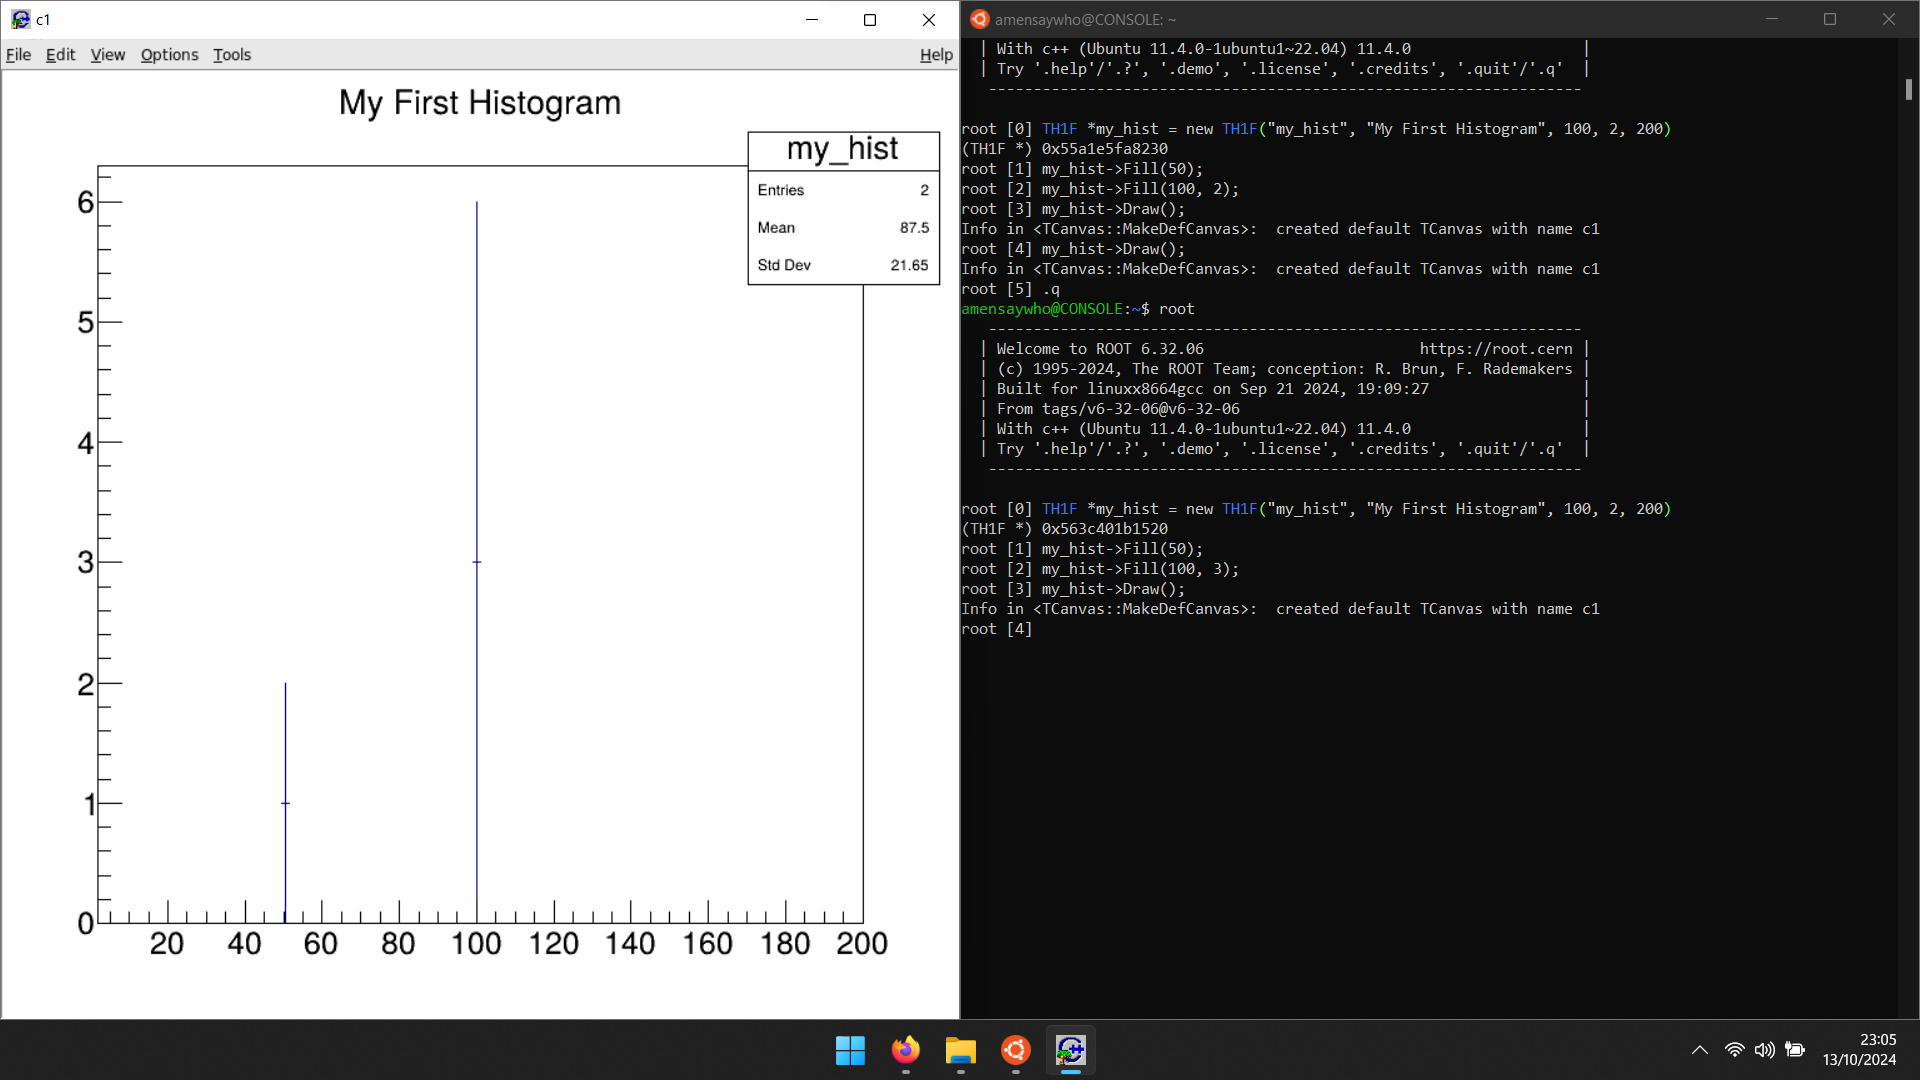 c1
File Edit View Options Tools Help
My First Histogram
my_hist
Entries 2
Mean 87.5
Std Dev 21.65
6
5
4
3
2
1
0
20 40 60 80 100 120 140 160 180 200
amensaywho@CONSOLE: ~
| With c++ (Ubuntu 11.4.0-1ubuntu1~22.04) 11.4.0 |
| Try '.help'/'.?', '.demo', '.license', '.credits', '.quit'/'.q' |
------------------------------------------------------------------
root [0] TH1F *my_hist = new TH1F("my_hist", "My First Histogram", 100, 2, 200)
(TH1F *) 0x55a1e5fa8230
root [1] my_hist->Fill(50);
root [2] my_hist->Fill(100, 2);
root [3] my_hist->Draw();
Info in <TCanvas::MakeDefCanvas>:  created default TCanvas with name c1
root [4] my_hist->Draw();
Info in <TCanvas::MakeDefCanvas>:  created default TCanvas with name c1
root [5] .q
amensaywho@CONSOLE:~$ root
------------------------------------------------------------------
| Welcome to ROOT 6.32.06 https://root.cern |
| (c) 1995-2024, The ROOT Team; conception: R. Brun, F. Rademakers |
| Built for linuxx8664gcc on Sep 21 2024, 19:09:27 |
| From tags/v6-32-06@v6-32-06 |
| With c++ (Ubuntu 11.4.0-1ubuntu1~22.04) 11.4.0 |
| Try '.help'/'.?', '.demo', '.license', '.credits', '.quit'/'.q' |
------------------------------------------------------------------
root [0] TH1F *my_hist = new TH1F("my_hist", "My First Histogram", 100, 2, 200)
(TH1F *) 0x563c401b1520
root [1] my_hist->Fill(50);
root [2] my_hist->Fill(100, 3);
root [3] my_hist->Draw();
Info in <TCanvas::MakeDefCanvas>:  created default TCanvas with name c1
root [4]
23:05
13/10/2024